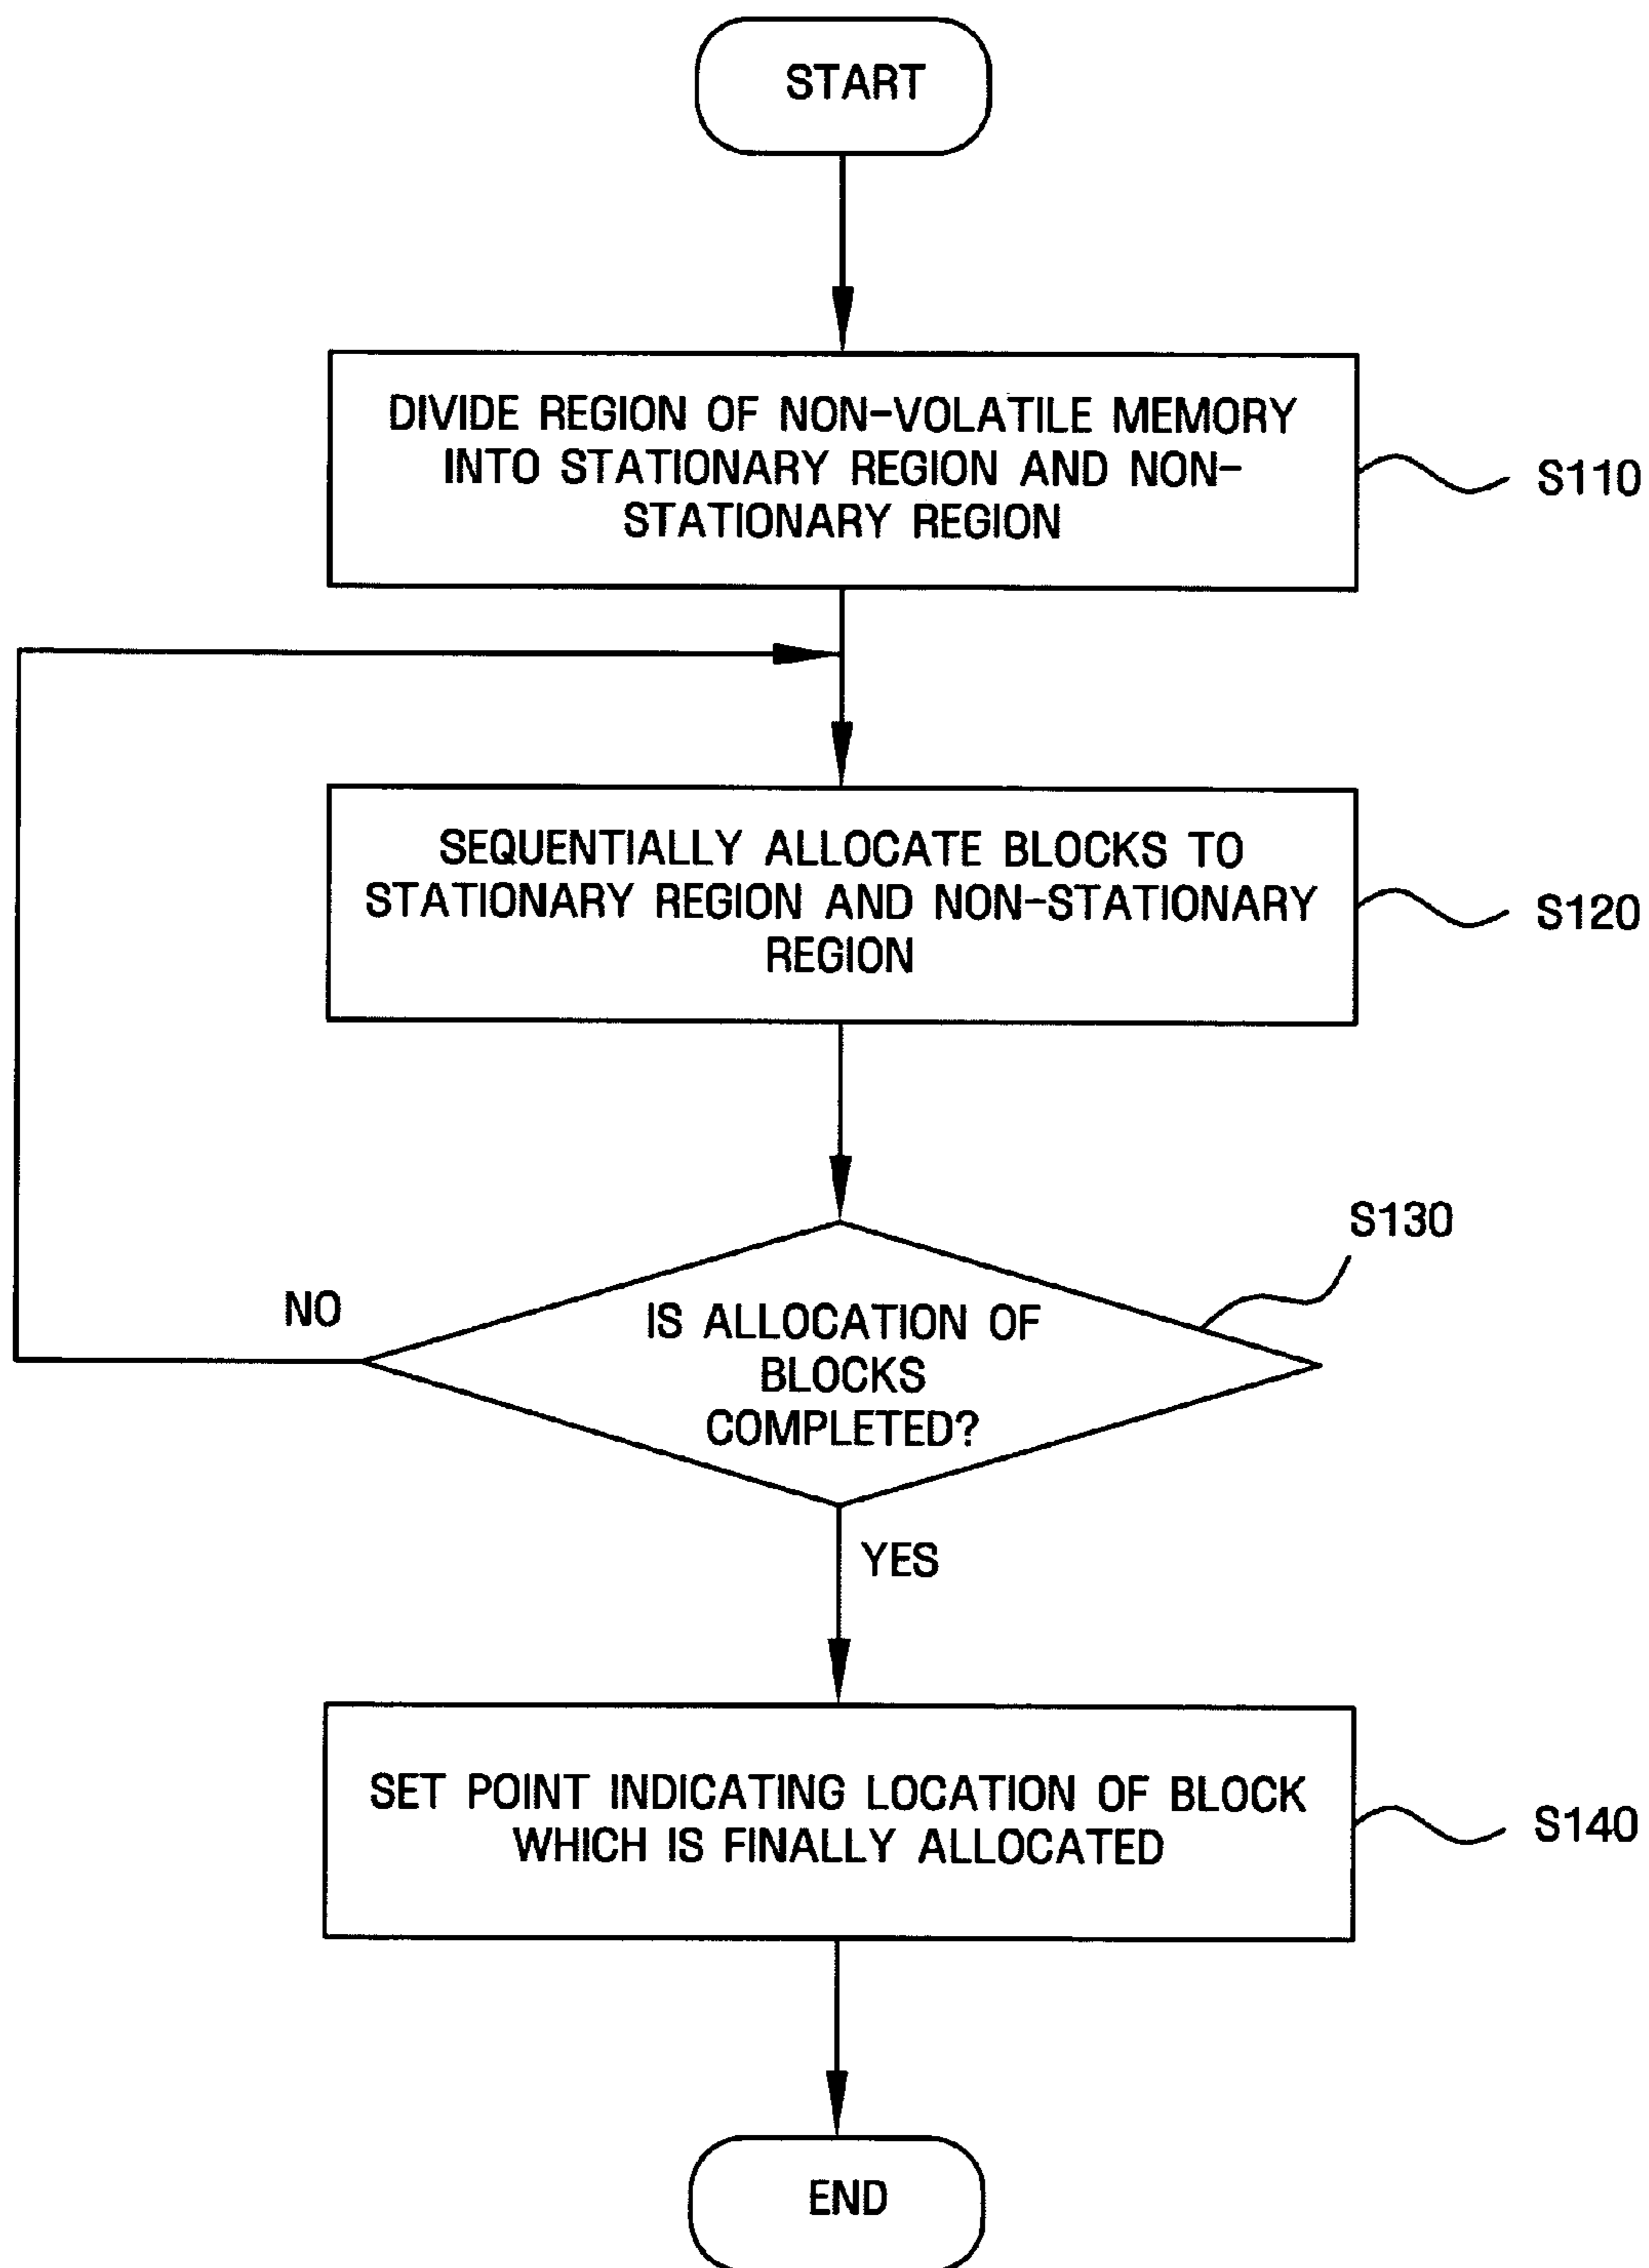 START
DIVIDE REGION OF NON-VOLATILE MEMORY
INTO STATIONARY REGION AND NON-
STATIONARY REGION
S110
SEQUENTIALLY ALLOCATE BLOCKS TO
STATIONARY REGION AND NON-STATIONARY
REGION
S120
S130
NO
IS ALLOCATION OF
BLOCKS
COMPLETED?
YES
SET POINT INDICATING LOCATION OF BLOCK
WHICH IS FINALLY ALLOCATED
S140
END